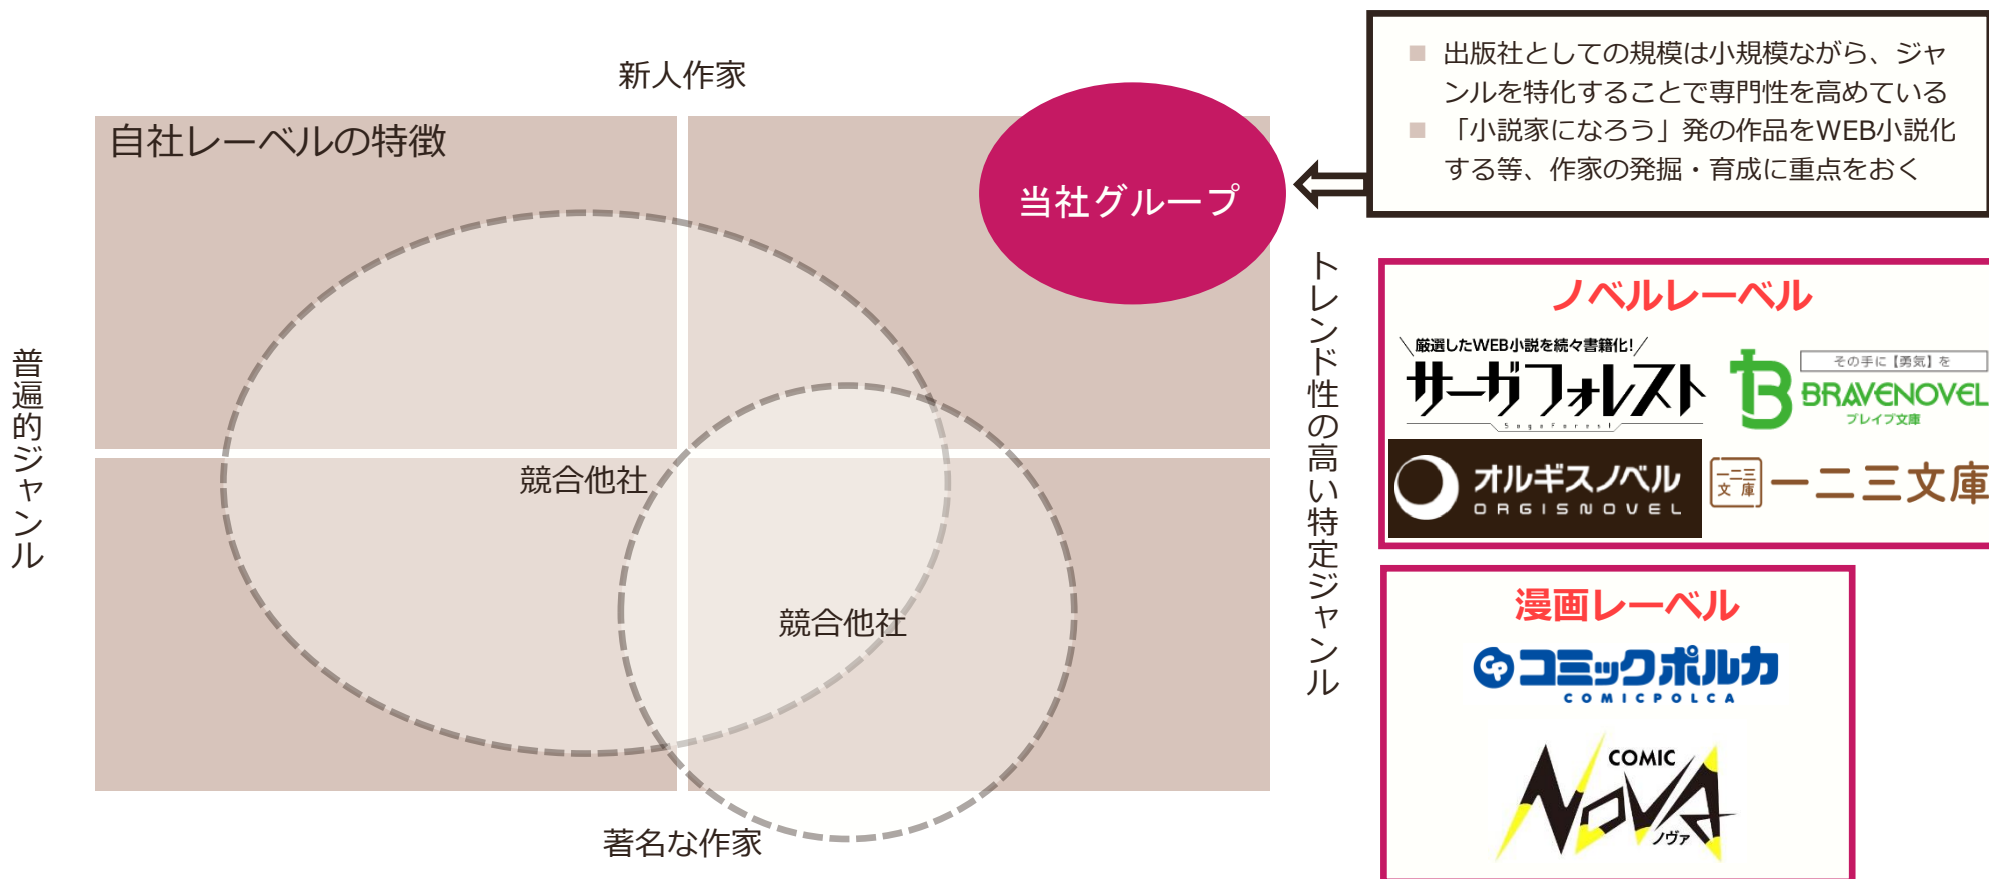 新人作家
自社レーベルの特徴
当社グループ
■ 出版社としての規模は小規模ながら、ジャ
ンルを特化することで専門性を高めている
■ 「小説家になろう」発の作品をWEB小説化
する等、作家の発掘・育成に重点をおく
普遍的ジャンル
競合他社
競合他社
著名な作家
トレンド性の高い特定ジャンル
ノベルレーベル
厳選したWEB小説を続々書籍化!
サーガフォレスト
SagaForest
その手に【勇気】を
BRAVENOVEL
ブレイブ文庫
オルギスノベル
ORGISNOVEL
一二三
文庫
一二三文庫
漫画レーベル
CP
コミックポルカ
COMICPOLCA
COMIC
NOVA
ノヴァ